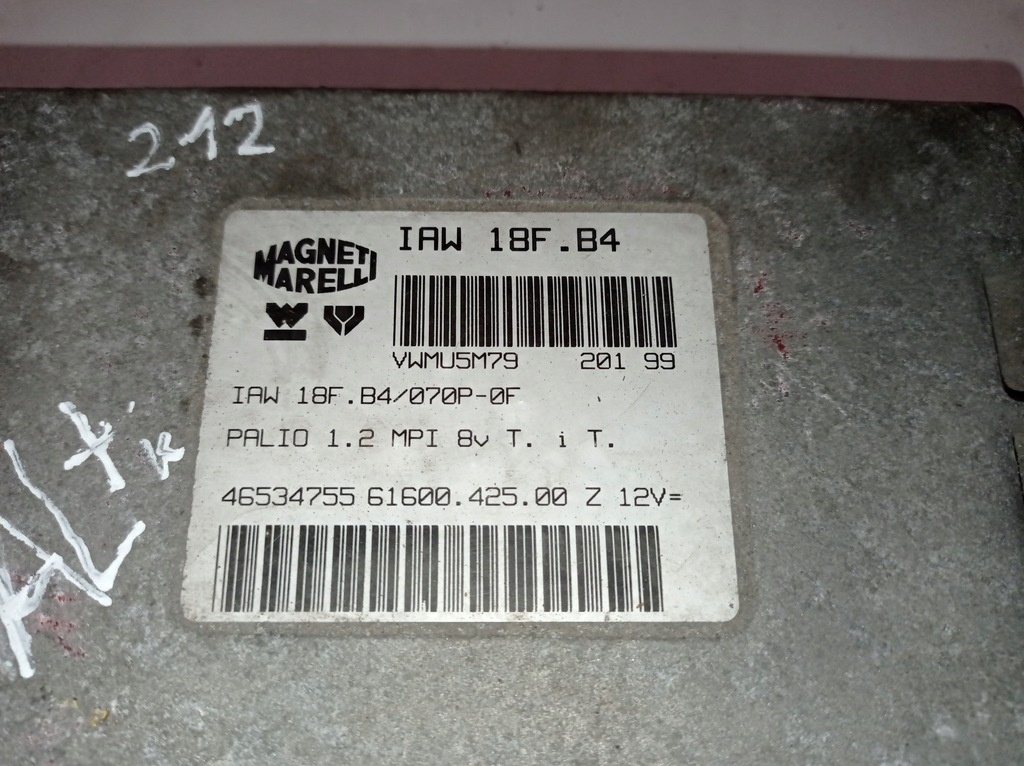 212
MAGNETI
MARELLI
IAW 18F.B4
VWMU5M79 201 99
IAW 18F.B4/070P-0F
PALIO 1.2 MPI 8v T. i T.
46534755 61600.425.00 Z 12V=